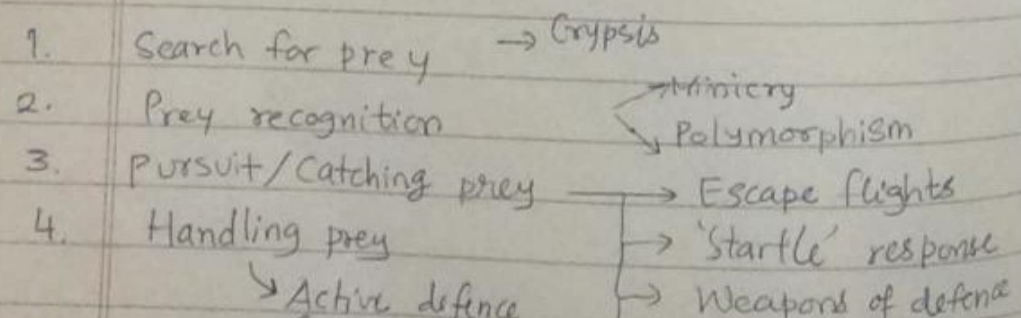 1. Search for prey → Crypsis
2. Prey recognition → Mimicry
↘ Polymorphism
3. Pursuit/Catching prey → Escape flights
4. Handling prey → 'Startle' response
↘ Active defence → Weapons of defence